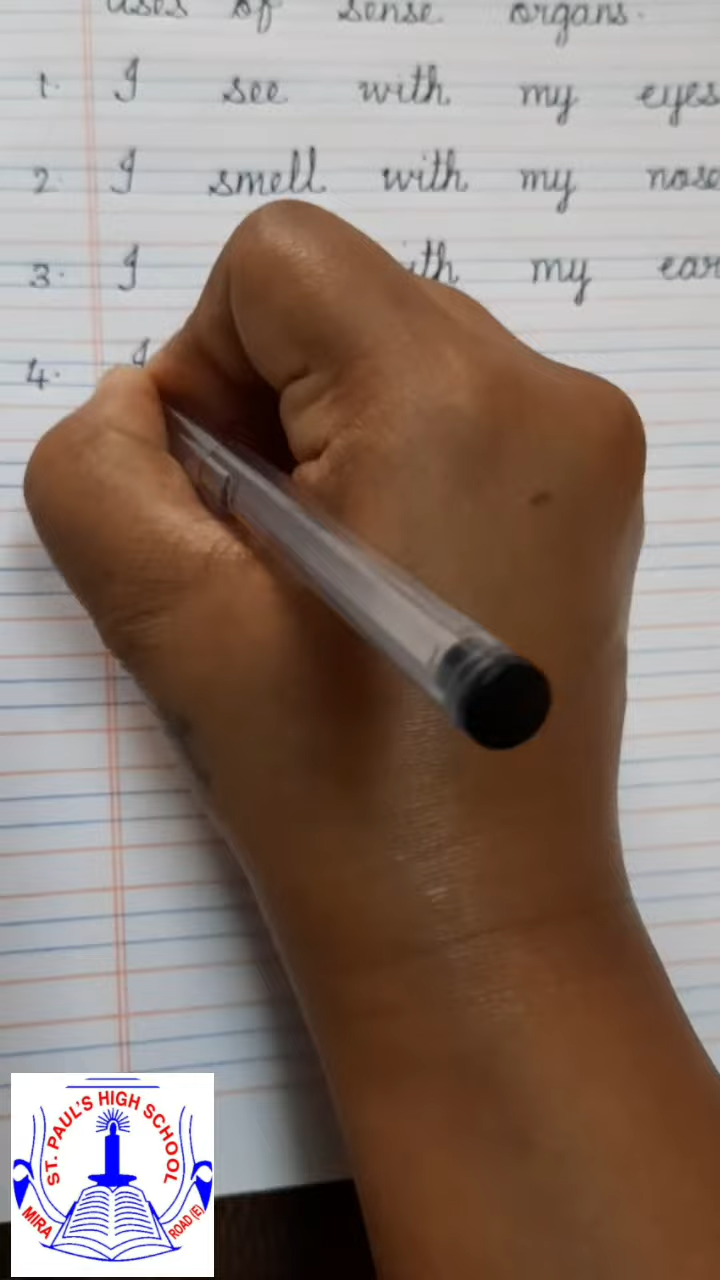 uses of sense organs.
1. I see with my eyes
2. I smell with my nose
3. I with my ear
4. I
ST. PAUL'S HIGH SCHOOL
MIRA ROAD (E)